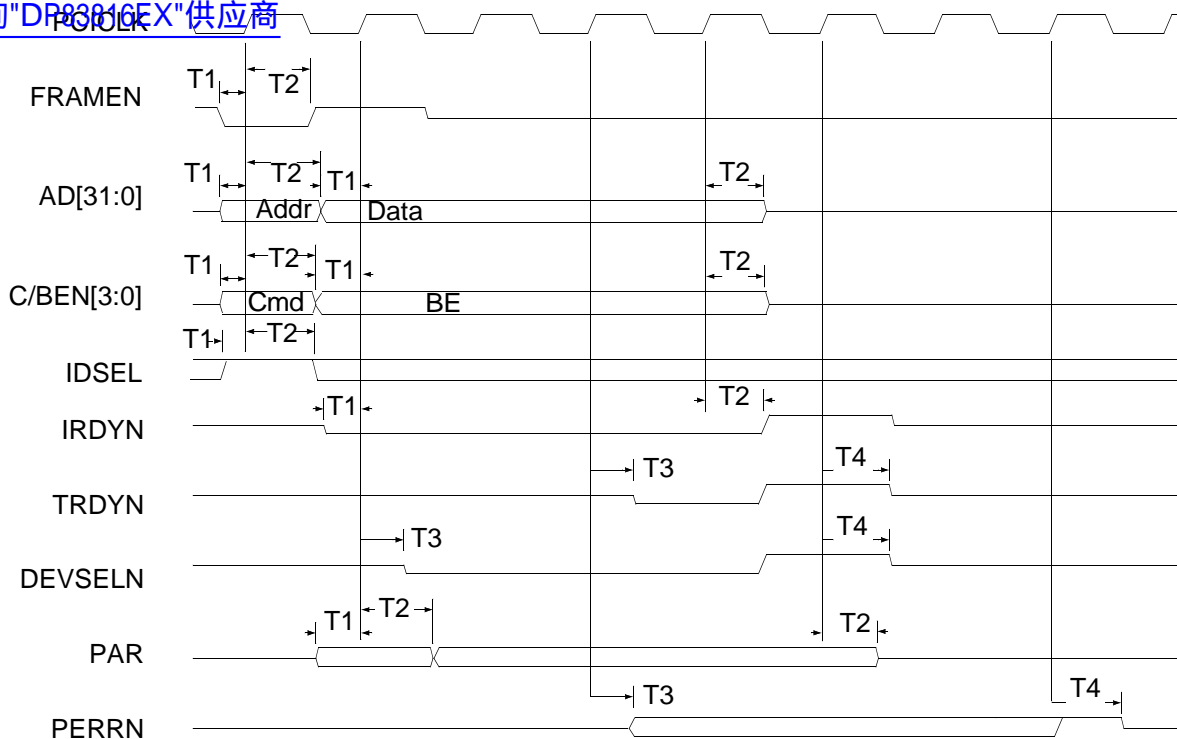 询"DP83816EX"供应商
PCICLK
T1 T2
FRAMEN
T1 T2 T1 T2
AD[31:0]
Addr Data
T1 T2 T1 T2
C/BEN[3:0]
Cmd BE
T1 T2
IDSEL
T1 T2
IRDYN
T3 T4
TRDYN
T3 T4
DEVSELN
T1 T2 T2
PAR
T3 T4
PERRN